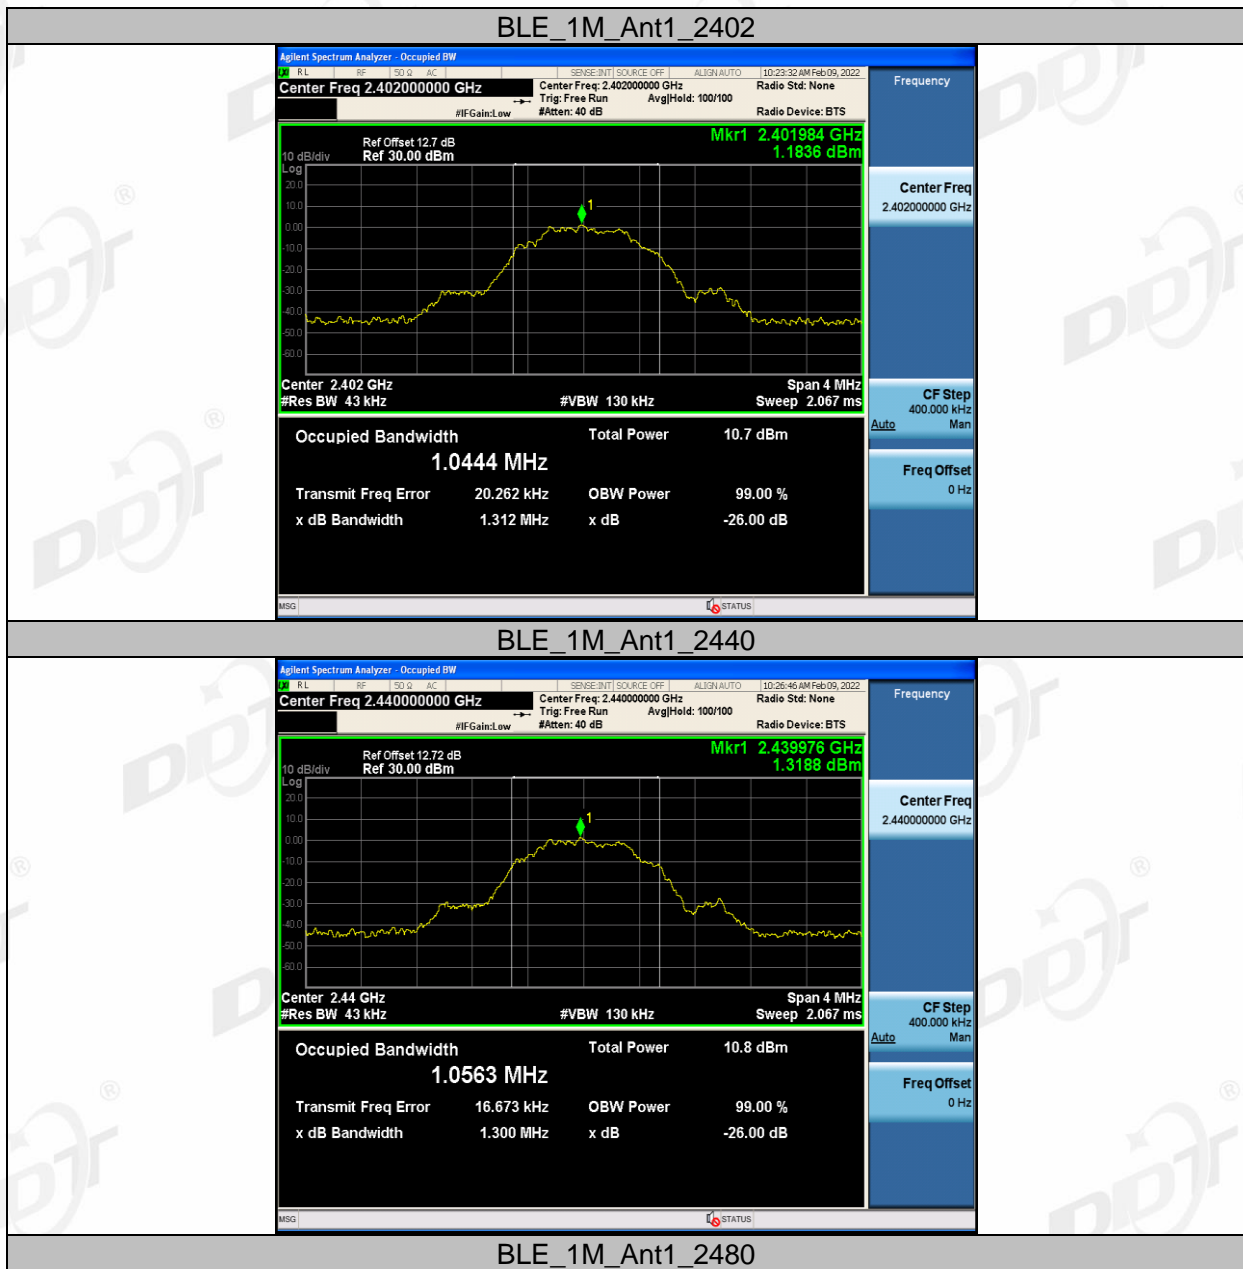 BLE_1M_Ant1_2402
Agilent Spectrum Analyzer - Occupied BW
RL RF 50 Ω AC SENSE:INT SOURCE OFF ALIGN AUTO 10:23:32 AM Feb 09, 2022
Center Freq 2.402000000 GHz
Center Freq: 2.402000000 GHz
Radio Std: None
Trig: Free Run Avg|Hold: 100/100
#IFGain:Low #Atten: 40 dB Radio Device: BTS
Frequency
Mkr1 2.401984 GHz
1.1836 dBm
Ref Offset 12.7 dB
10 dB/div Ref 30.00 dBm
Log
20.0
10.0
0.00
-10.0
-20.0
-30.0
-40.0
-50.0
-60.0
1
Center Freq
2.402000000 GHz
Center 2.402 GHz Span 4 MHz
#Res BW 43 kHz #VBW 130 kHz Sweep 2.067 ms
CF Step
400.000 kHz
Auto Man
Occupied Bandwidth Total Power 10.7 dBm
1.0444 MHz
Transmit Freq Error 20.262 kHz OBW Power 99.00 %
x dB Bandwidth 1.312 MHz x dB -26.00 dB
Freq Offset
0 Hz
MSG STATUS
BLE_1M_Ant1_2440
Agilent Spectrum Analyzer - Occupied BW
RL RF 50 Ω AC SENSE:INT SOURCE OFF ALIGN AUTO 10:26:46 AM Feb 09, 2022
Center Freq 2.440000000 GHz
Center Freq: 2.440000000 GHz
Radio Std: None
Trig: Free Run Avg|Hold: 100/100
#IFGain:Low #Atten: 40 dB Radio Device: BTS
Frequency
Mkr1 2.439976 GHz
1.3188 dBm
Ref Offset 12.72 dB
10 dB/div Ref 30.00 dBm
Log
20.0
10.0
0.00
-10.0
-20.0
-30.0
-40.0
-50.0
-60.0
1
Center Freq
2.440000000 GHz
Center 2.44 GHz Span 4 MHz
#Res BW 43 kHz #VBW 130 kHz Sweep 2.067 ms
CF Step
400.000 kHz
Auto Man
Occupied Bandwidth Total Power 10.8 dBm
1.0563 MHz
Transmit Freq Error 16.673 kHz OBW Power 99.00 %
x dB Bandwidth 1.300 MHz x dB -26.00 dB
Freq Offset
0 Hz
MSG STATUS
BLE_1M_Ant1_2480